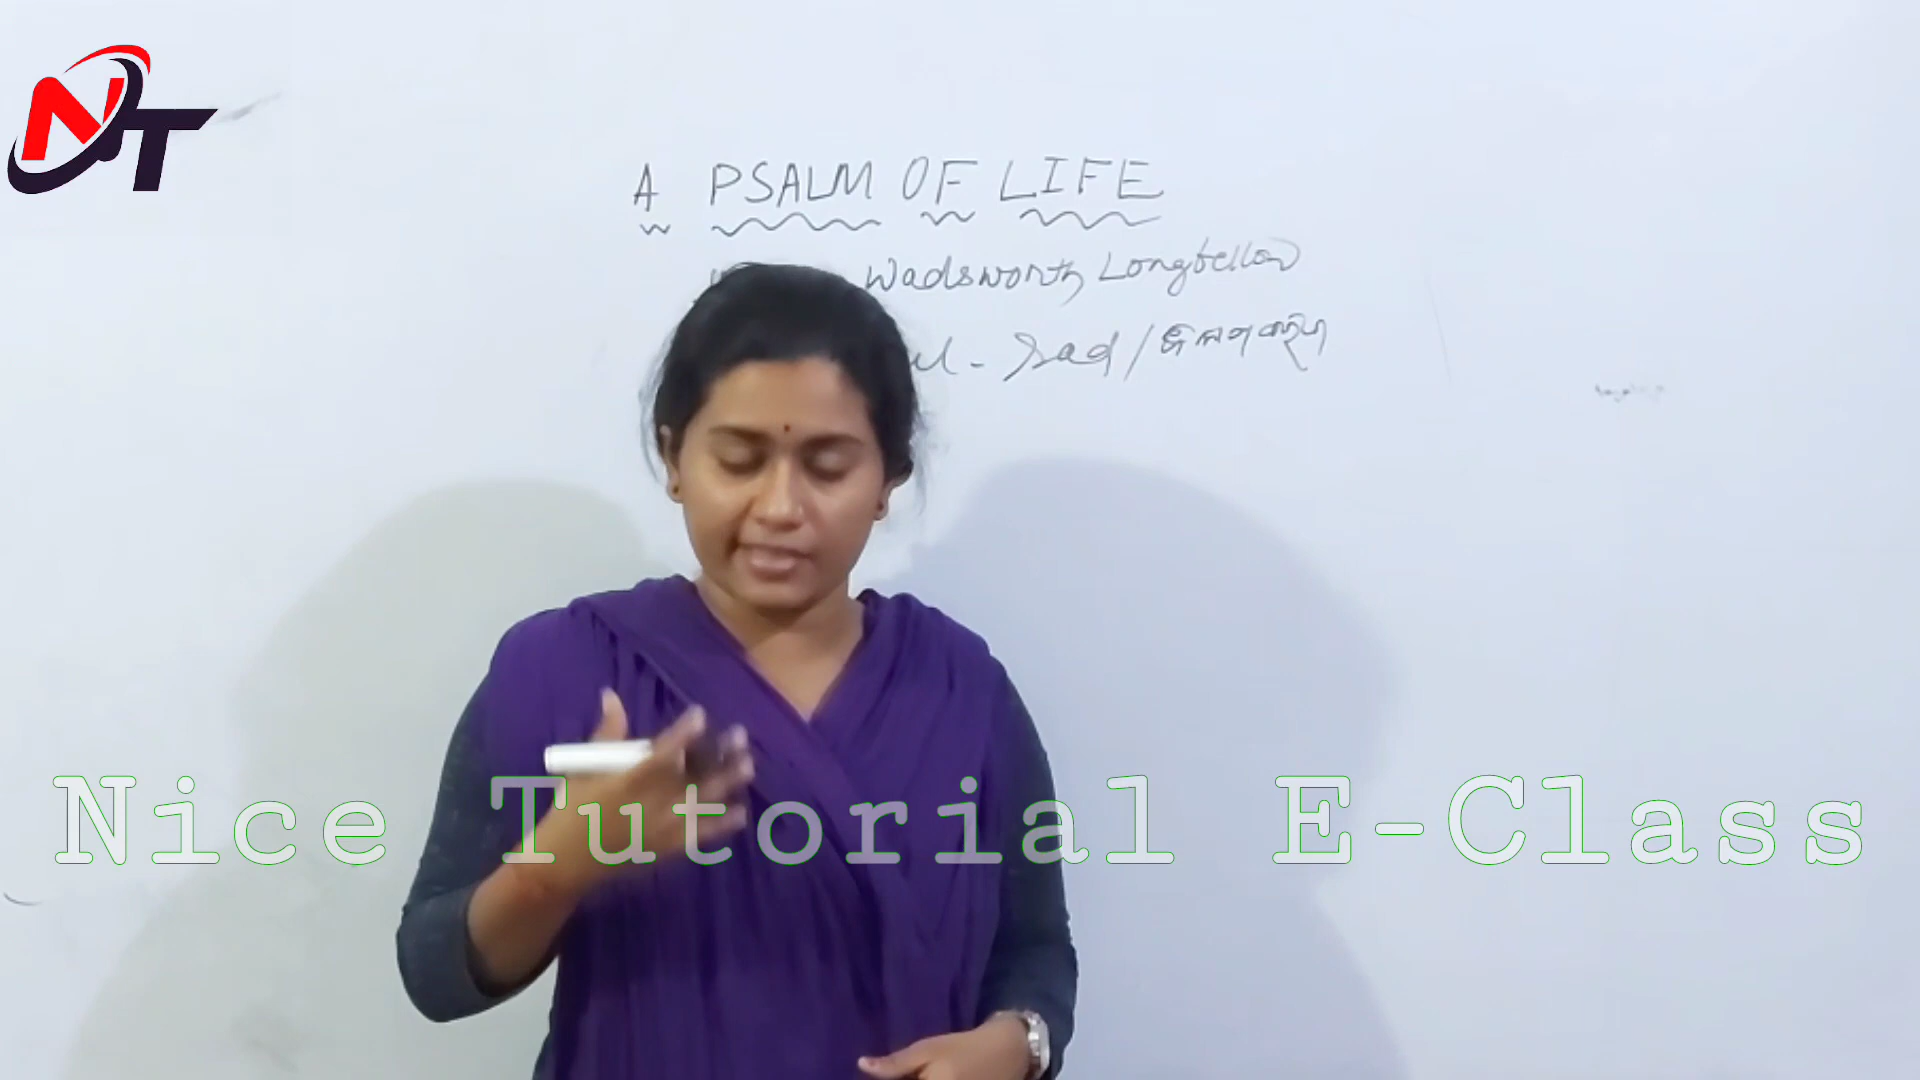 NT
A PSALM OF LIFE
Wadsworth Longfellow
- Sad /
Nice Tutorial E-Class